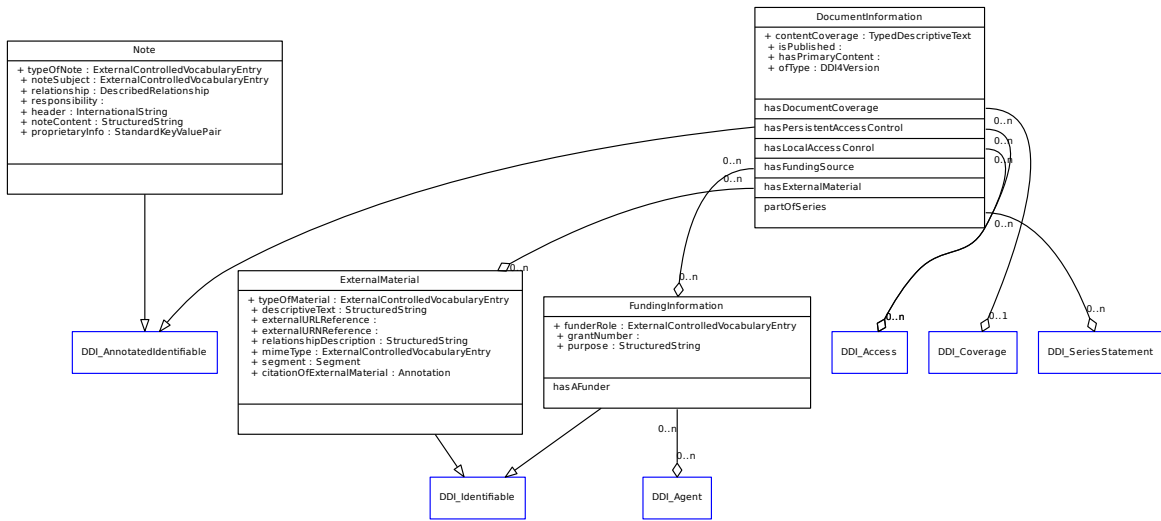 DocumentInformation
+ contentCoverage : TypedDescriptiveText
+ isPublished :
+ hasPrimaryContent :
+ ofType : DDI4Version
hasDocumentCoverage
hasPersistentAccessControl
hasLocalAccessConrol
hasFundingSource
hasExternalMaterial
partOfSeries
Note
+ typeOfNote : ExternalControlledVocabularyEntry
+ noteSubject : ExternalControlledVocabularyEntry
+ relationship : DescribedRelationship
+ responsibility :
+ header : InternationalString
+ noteContent : StructuredString
+ proprietaryInfo : StandardKeyValuePair
0..n
0..n
0..n
0..n
0..n
0..n
0..n
0..n
ExternalMaterial
+ typeOfMaterial : ExternalControlledVocabularyEntry
+ descriptiveText : StructuredString
+ externalURLReference :
+ externalURNReference :
+ relationshipDescription : StructuredString
+ mimeType : ExternalControlledVocabularyEntry
+ segment : Segment
+ citationOfExternalMaterial : Annotation
FundingInformation
+ funderRole : ExternalControlledVocabularyEntry
+ grantNumber :
+ purpose : StructuredString
hasAFunder
0..n
0..1
0..n
DDI_AnnotatedIdentifiable
DDI_Access
DDI_Coverage
DDI_SeriesStatement
0..n
0..n
DDI_Identifiable
DDI_Agent